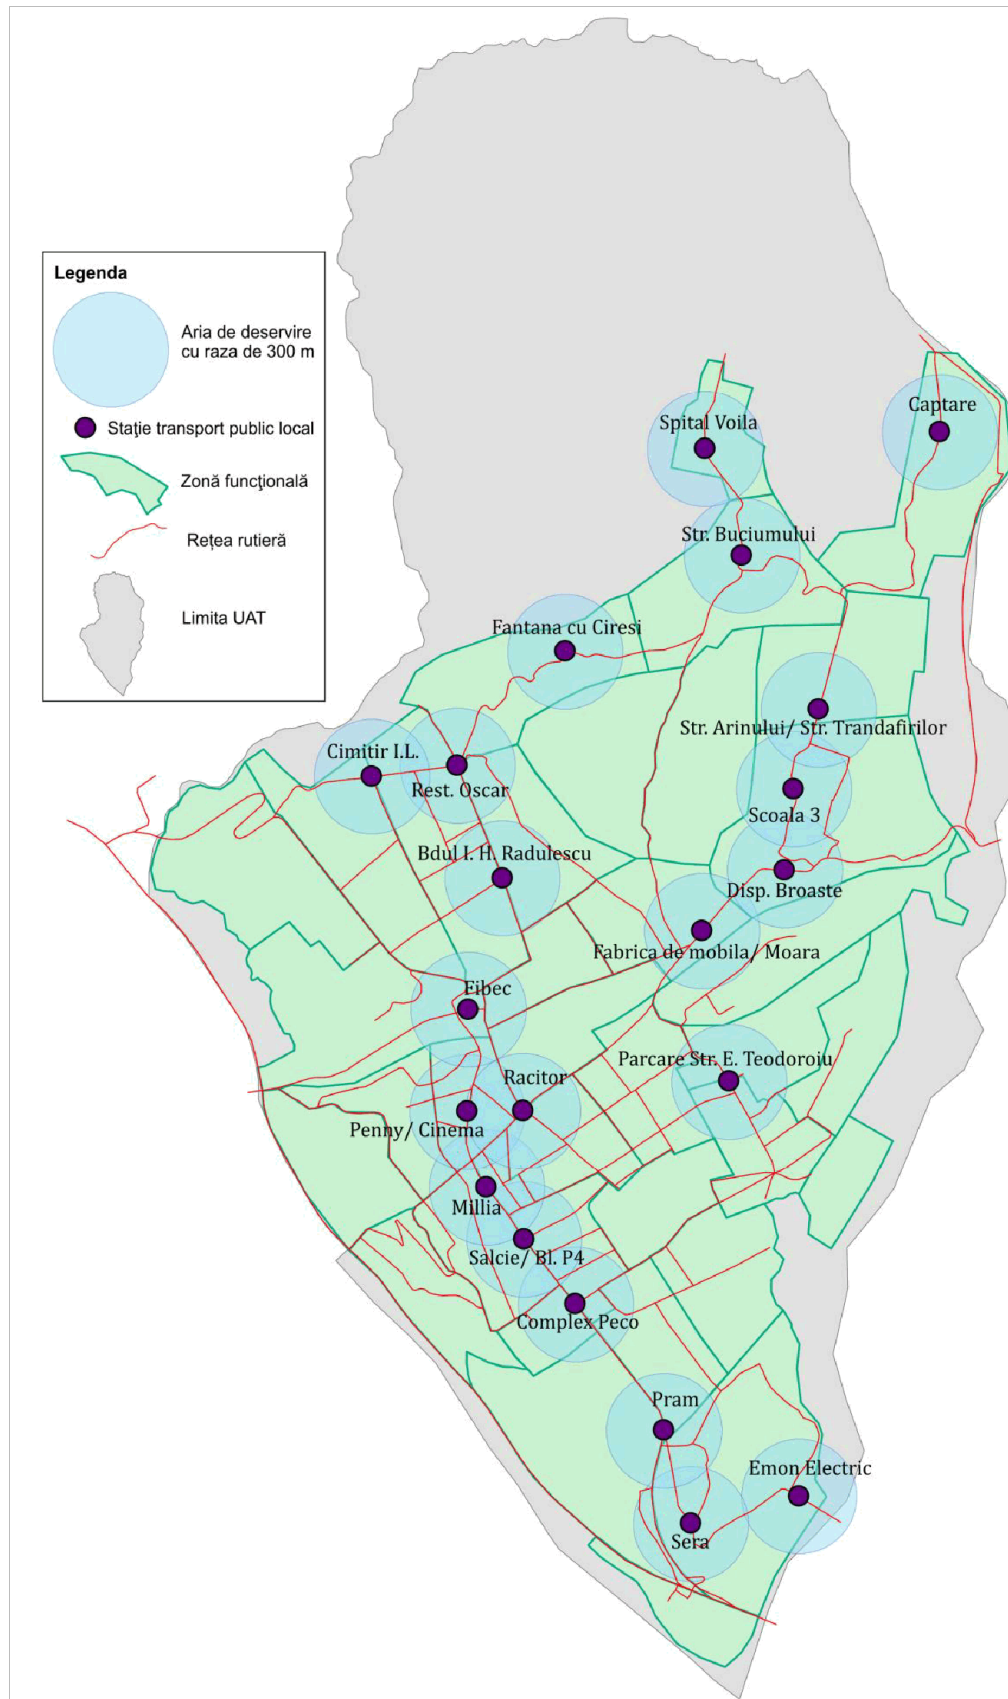 Legenda
Aria de deservire
cu raza de 300 m
Staţie transport public local
Zonă funcţională
Reţea rutieră
Limita UAT
Captare
Spital Voila
Str. Buciumului
Fantana cu Ciresi
Str. Arinului/ Str. Trandafirilor
Cimitir I.L.
Rest. Oscar
Scoala 3
Bdul I. H. Radulescu
Disp. Broaste
Fabrica de mobila/ Moara
Fibec
Parcare Str. E. Teodoroiu
Racitor
Penny/ Cinema
Millia
Salcie/ Bl. P4
Complex Peco
Pram
Emon Electric
Sera